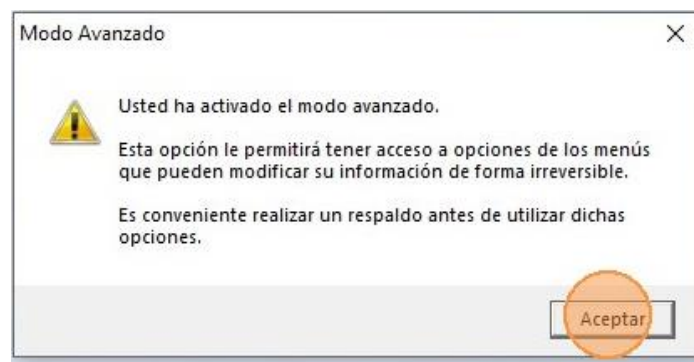 Modo Avanzado
Usted ha activado el modo avanzado.
Esta opción le permitirá tener acceso a opciones de los menús
que pueden modificar su información de forma irreversible.
Es conveniente realizar un respaldo antes de utilizar dichas
opciones.
Aceptar